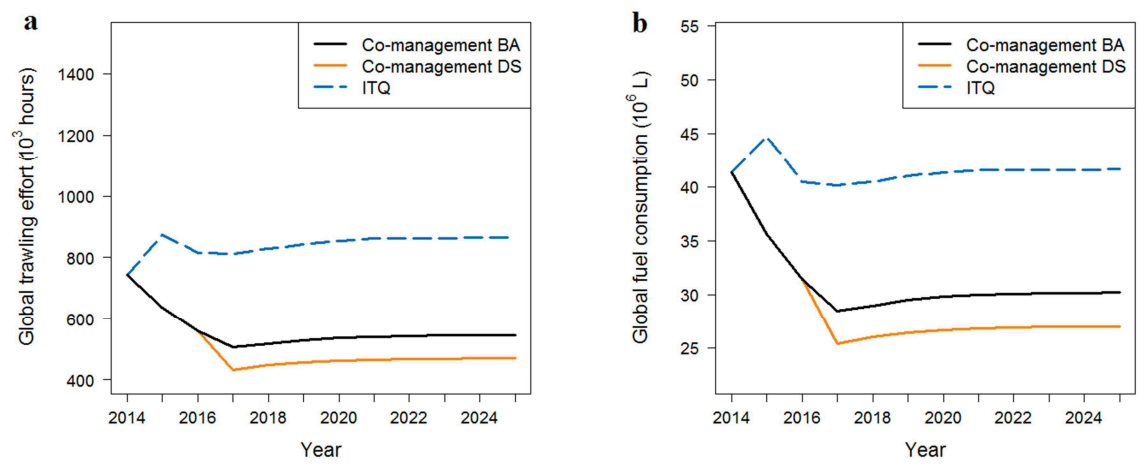 a
Global trawling effort (10³ hours)
1400
1200
1000
800
600
400
2014 2016 2018 2020 2022 2024
Year
Co-management BA
Co-management DS
ITQ
b
Global fuel consumption (10⁶ L)
55
50
45
40
35
30
25
2014 2016 2018 2020 2022 2024
Year
Co-management BA
Co-management DS
ITQ